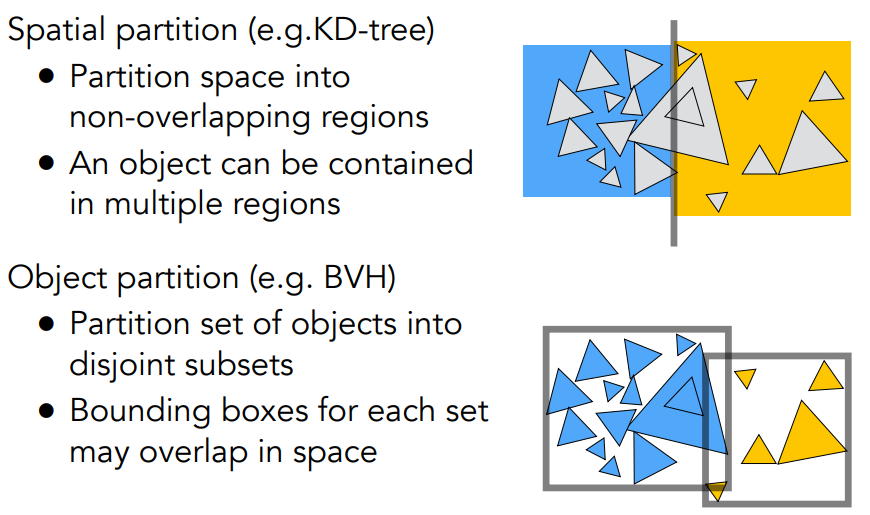 Spatial partition (e.g.KD-tree)
● Partition space into
non-overlapping regions
● An object can be contained
in multiple regions
Object partition (e.g. BVH)
● Partition set of objects into
disjoint subsets
● Bounding boxes for each set
may overlap in space